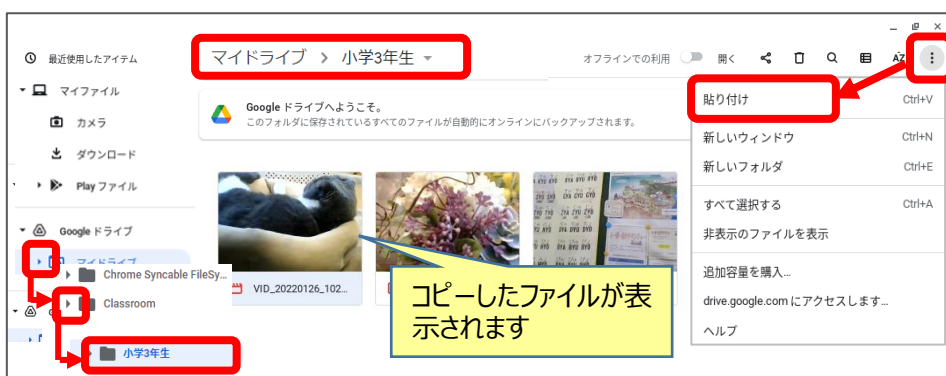 最近使用したアイテム
マイドライブ > 小学3年生
オフラインでの利用
開く
AZ
マイファイル
カメラ
ダウンロード
Play ファイル
Google ドライブ
マイドライブ
Chrome Syncable FileSy...
Classroom
小学3年生
Google ドライブへようこそ。
このフォルダに保存されているすべてのファイルが自動的にオンラインにバックアップされます。
VID_20220126_102...
コピーしたファイルが表
示されます
貼り付け Ctrl+V
新しいウィンドウ Ctrl+N
新しいフォルダ Ctrl+E
すべて選択する Ctrl+A
非表示のファイルを表示
追加容量を購入...
drive.google.com にアクセスします...
ヘルプ